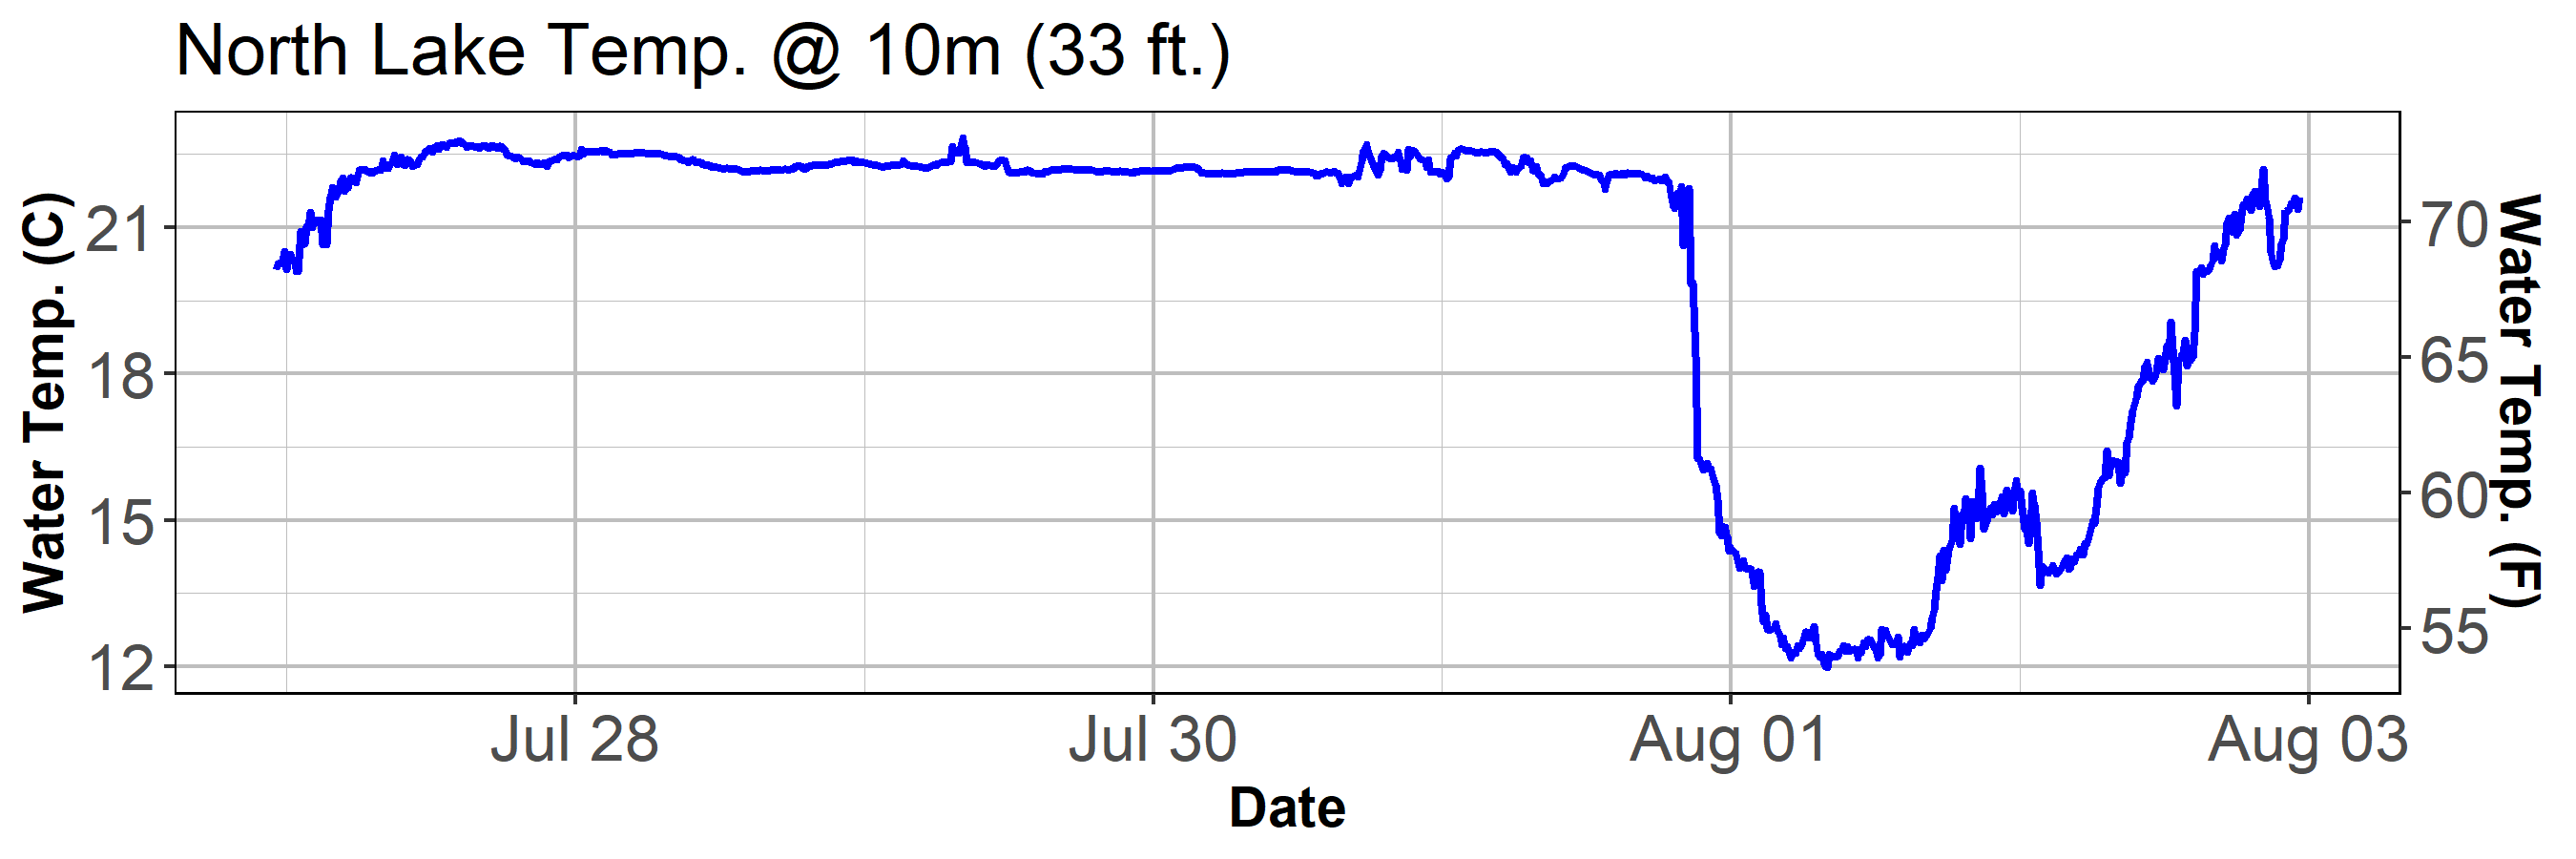 North Lake Temp. @ 10m (33 ft.)
Water Temp. (C)
21
18
15
12
70
65
60
55
Water Temp. (F)
Jul 28
Jul 30
Aug 01
Aug 03
Date